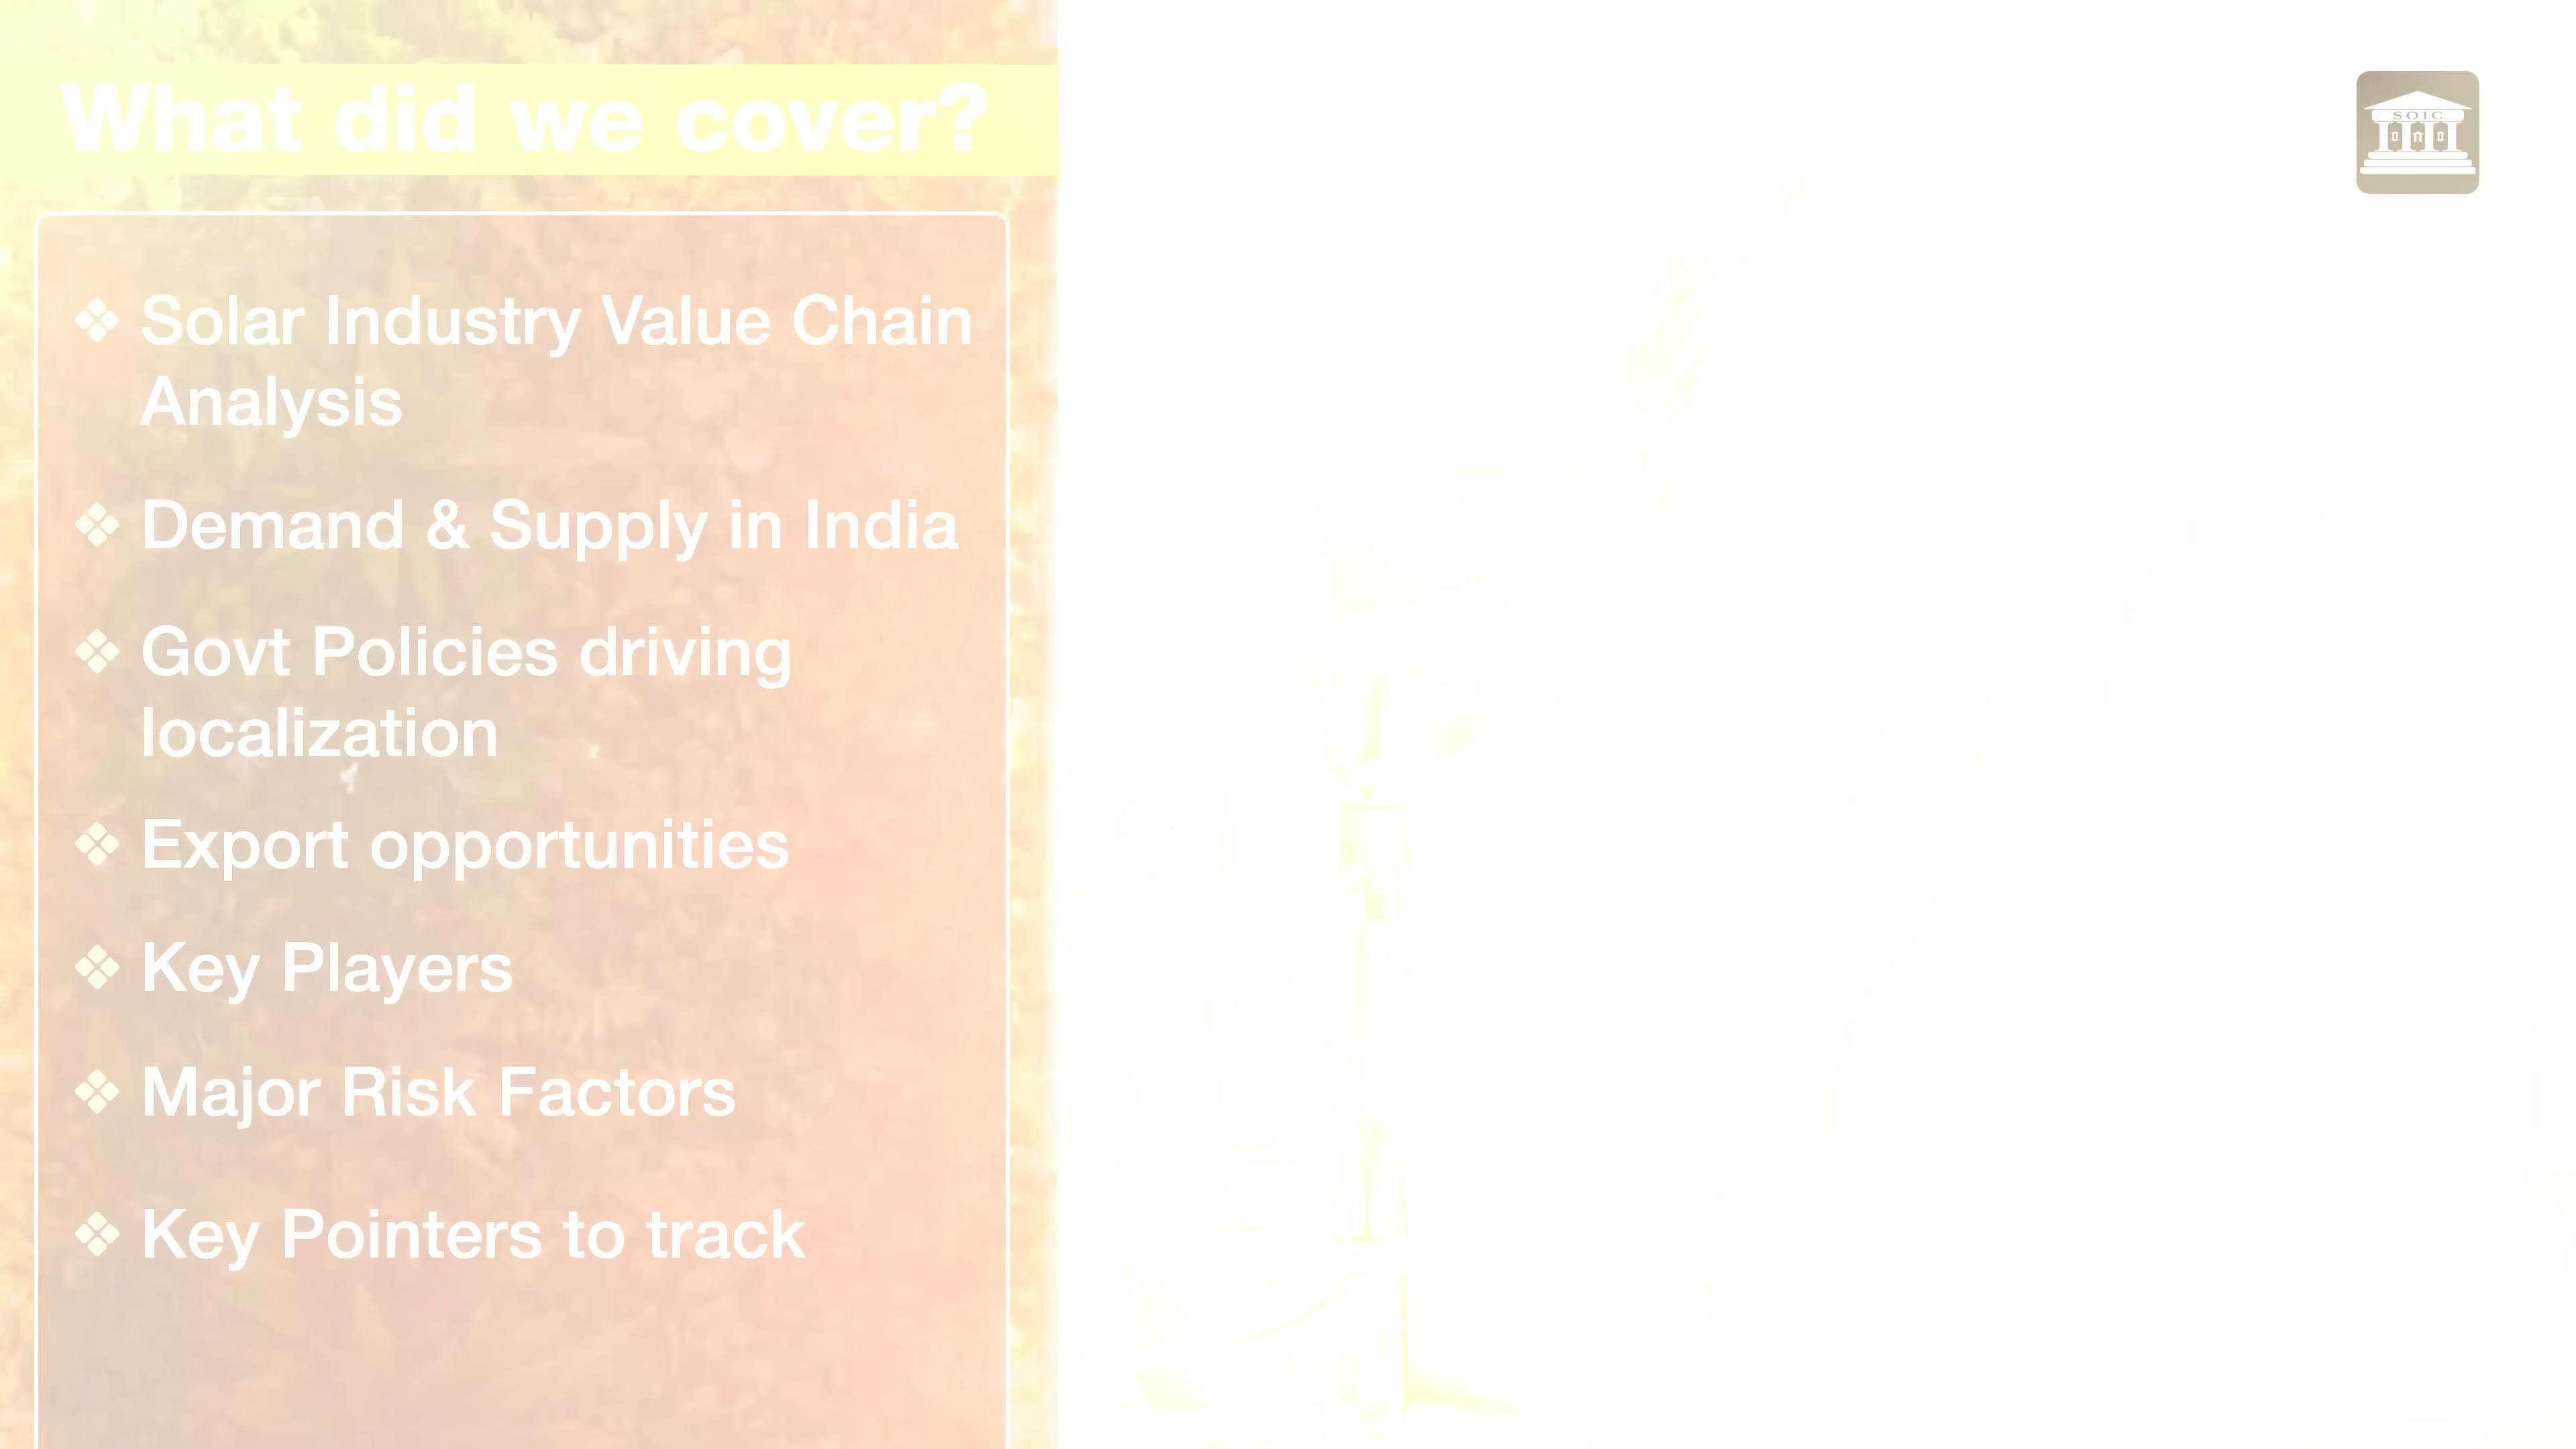 What did we cover?
SOIC
❖ Solar Industry Value Chain
Analysis
❖ Demand & Supply in India
❖ Govt Policies driving
localization
❖ Export opportunities
❖ Key Players
❖ Major Risk Factors
❖ Key Pointers to track